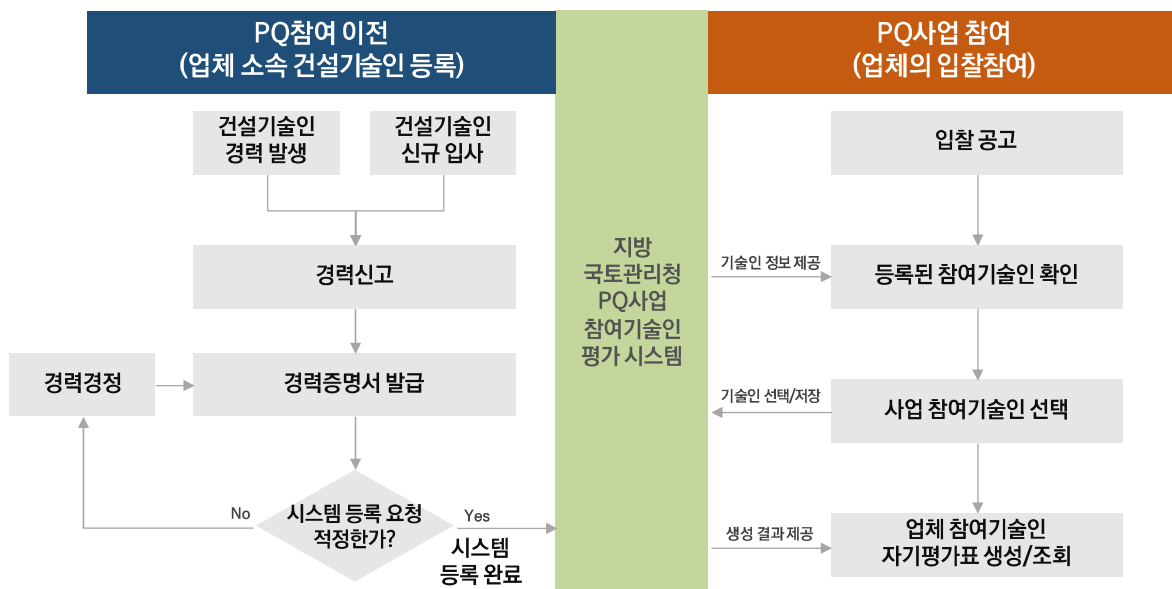 PQ참여 이전
(업체 소속 건설기술인 등록)
건설기술인
경력 발생
건설기술인
신규 입사
경력신고
경력경정
경력증명서 발급
시스템 등록 요청
적정한가?
No
Yes
시스템
등록 완료
지방
국토관리청
PQ사업
참여기술인
평가 시스템
PQ사업 참여
(업체의 입찰참여)
입찰 공고
기술인 정보 제공
등록된 참여기술인 확인
기술인 선택/저장
사업 참여기술인 선택
생성 결과 제공
업체 참여기술인
자기평가표 생성/조회